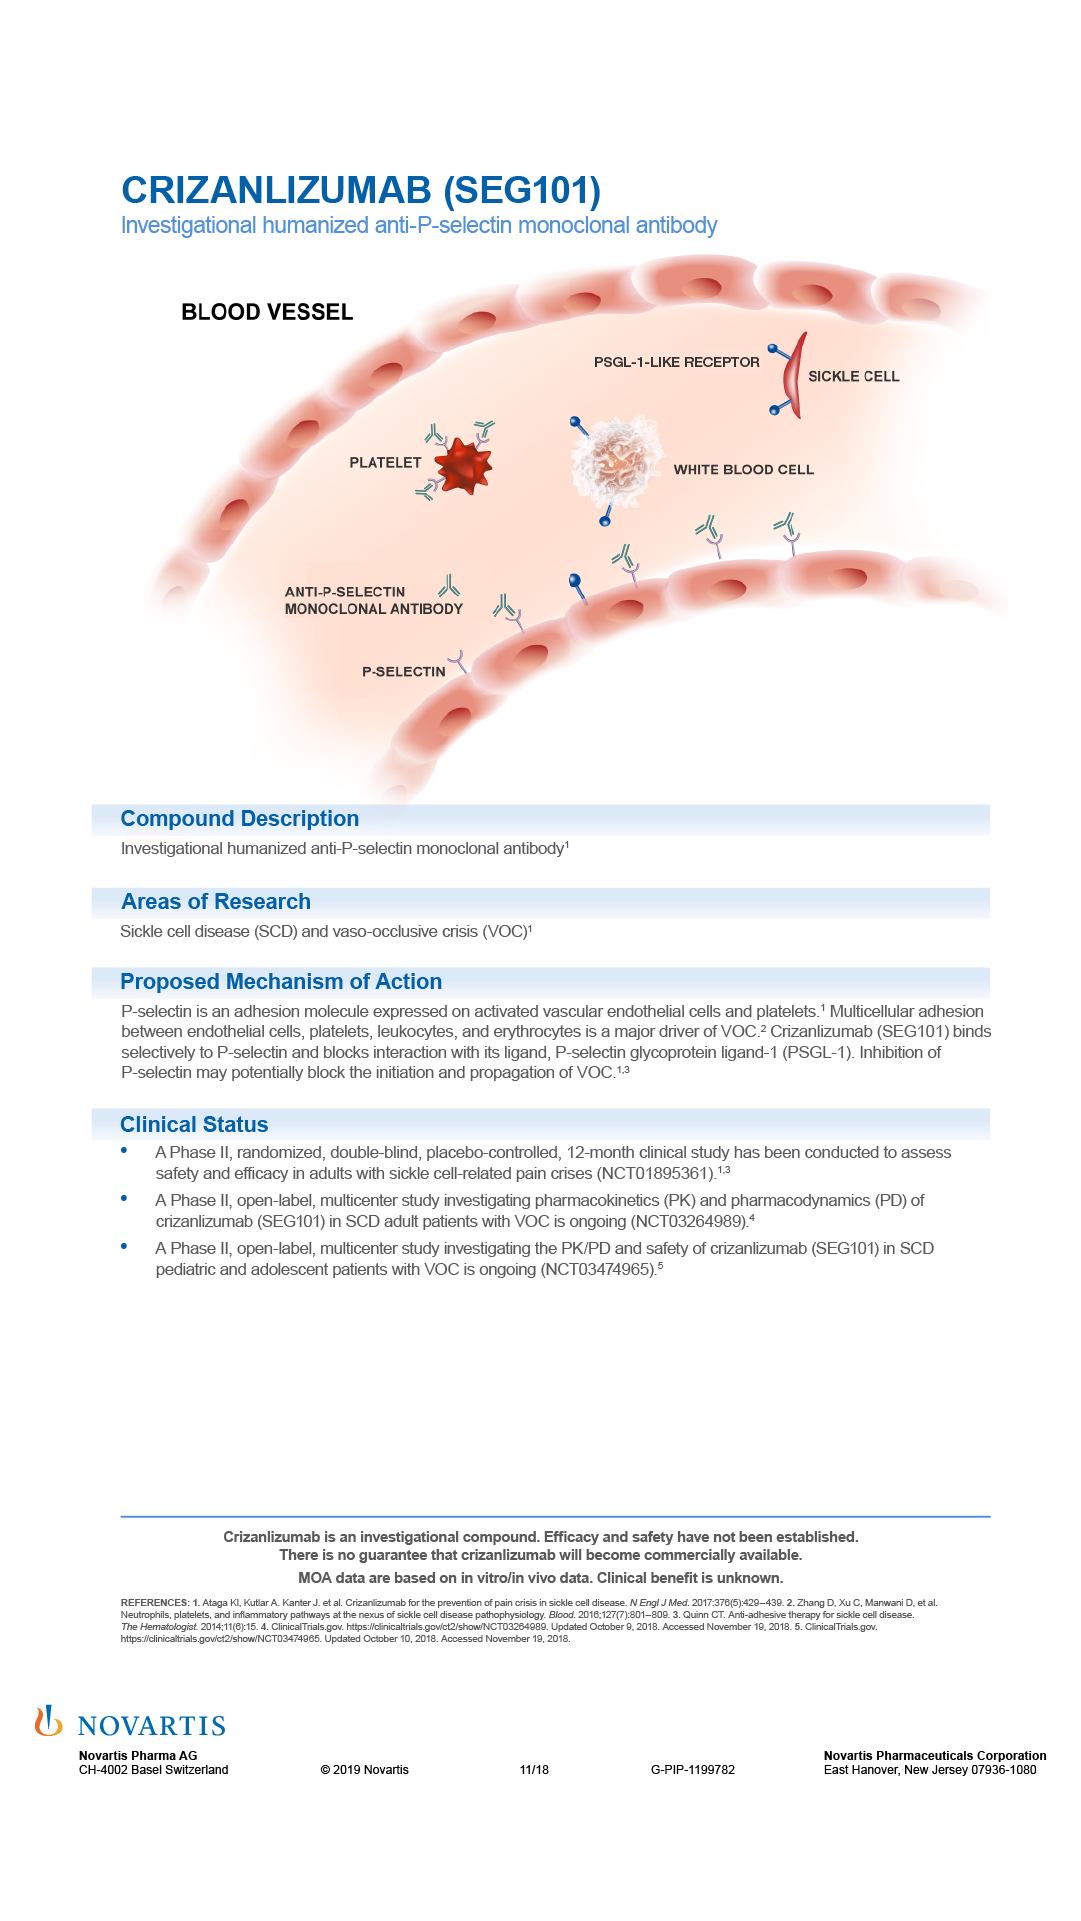 CRIZANLIZUMAB (SEG101)
Investigational humanized anti-P-selectin monoclonal antibody
BLOOD VESSEL
PSGL-1-LIKE RECEPTOR
SICKLE CELL
PLATELET
WHITE BLOOD CELL
ANTI-P-SELECTIN
MONOCLONAL ANTIBODY
P-SELECTIN
Compound Description
Investigational humanized anti-P-selectin monoclonal antibody¹
Areas of Research
Sickle cell disease (SCD) and vaso-occlusive crisis (VOC)¹
Proposed Mechanism of Action
P-selectin is an adhesion molecule expressed on activated vascular endothelial cells and platelets.¹ Multicellular adhesion
between endothelial cells, platelets, leukocytes, and erythrocytes is a major driver of VOC.² Crizanlizumab (SEG101) binds
selectively to P-selectin and blocks interaction with its ligand, P-selectin glycoprotein ligand-1 (PSGL-1). Inhibition of
P-selectin may potentially block the initiation and propagation of VOC.¹,³
Clinical Status
• A Phase II, randomized, double-blind, placebo-controlled, 12-month clinical study has been conducted to assess
safety and efficacy in adults with sickle cell-related pain crises (NCT01895361).¹,³
• A Phase II, open-label, multicenter study investigating pharmacokinetics (PK) and pharmacodynamics (PD) of
crizanlizumab (SEG101) in SCD adult patients with VOC is ongoing (NCT03264989).⁴
• A Phase II, open-label, multicenter study investigating the PK/PD and safety of crizanlizumab (SEG101) in SCD
pediatric and adolescent patients with VOC is ongoing (NCT03474965).⁵
Crizanlizumab is an investigational compound. Efficacy and safety have not been established.
There is no guarantee that crizanlizumab will become commercially available.
MOA data are based on in vitro/in vivo data. Clinical benefit is unknown.
REFERENCES: 1. Ataga KI, Kutlar A. Kanter J. et al. Crizanlizumab for the prevention of pain crisis in sickle cell disease. N Engl J Med. 2017:376(5):429–439. 2. Zhang D, Xu C, Manwani D, et al.
Neutrophils, platelets, and inflammatory pathways at the nexus of sickle cell disease pathophysiology. Blood. 2016;127(7):801–809. 3. Quinn CT. Anti-adhesive therapy for sickle cell disease.
The Hematologist. 2014;11(6):15. 4. ClinicalTrials.gov. https://clinicaltrials.gov/ct2/show/NCT03264989. Updated October 9, 2018. Accessed November 19, 2018. 5. ClinicalTrials.gov.
https://clinicaltrials.gov/ct2/show/NCT03474965. Updated October 10, 2018. Accessed November 19, 2018.
NOVARTIS
Novartis Pharma AG
CH-4002 Basel Switzerland
© 2019 Novartis
11/18
G-PIP-1199782
Novartis Pharmaceuticals Corporation
East Hanover, New Jersey 07936-1080